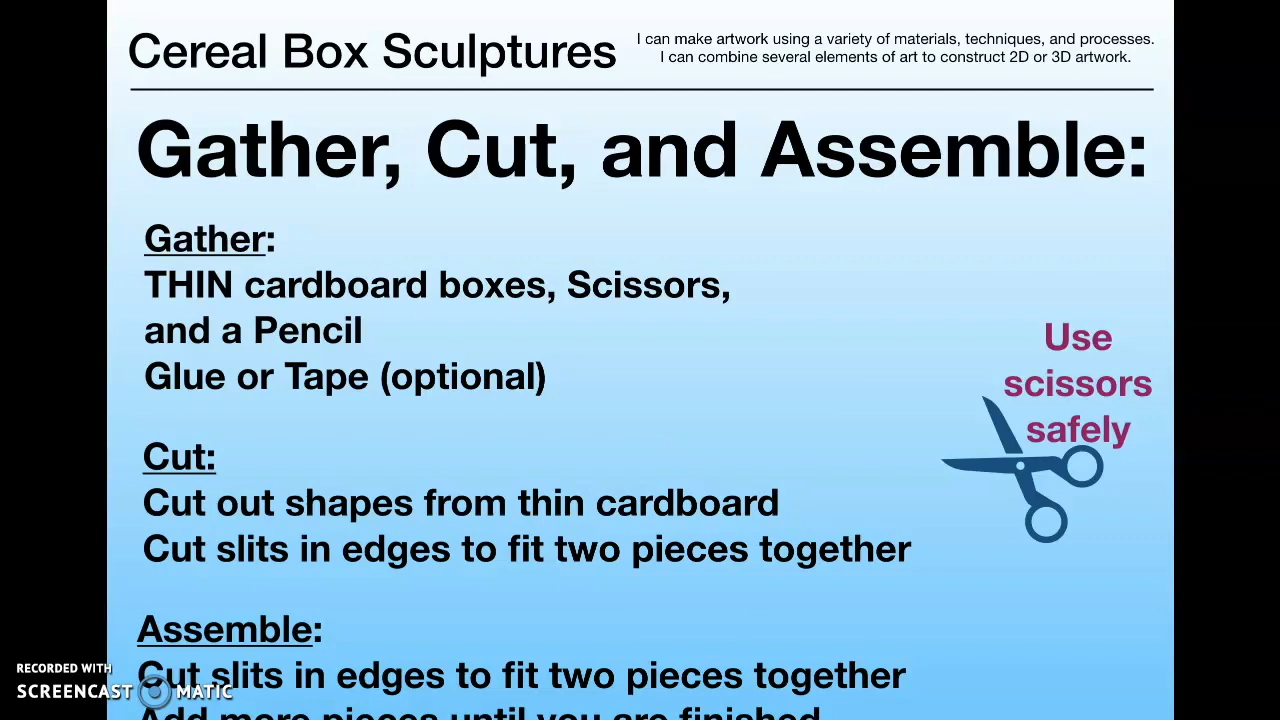 Cereal Box Sculptures
I can make artwork using a variety of materials, techniques, and processes.
I can combine several elements of art to construct 2D or 3D artwork.
Gather, Cut, and Assemble:
Gather:
THIN cardboard boxes, Scissors,
and a Pencil
Glue or Tape (optional)
Use
scissors
safely
Cut:
Cut out shapes from thin cardboard
Cut slits in edges to fit two pieces together
Assemble:
Cut slits in edges to fit two pieces together
Add more pieces until you are finished
RECORDED WITH
SCREENCAST MATIC